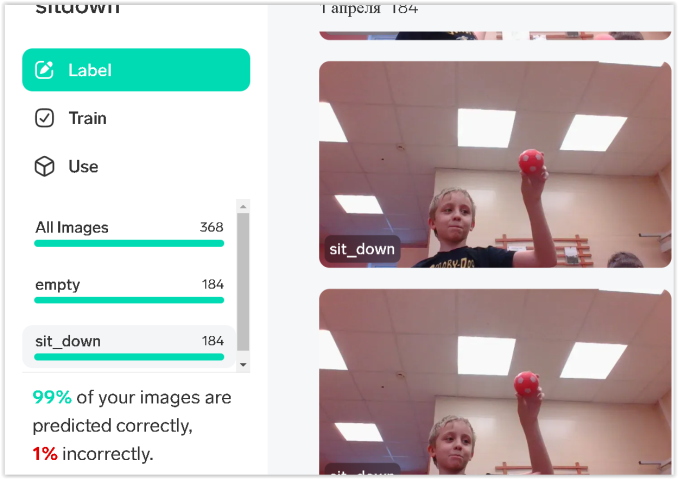 sitdown
1 апреля 184
Label
Train
Use
All Images 368
empty 184
sit_down 184
99% of your images are
predicted correctly,
1% incorrectly.
sit_down
sit_down